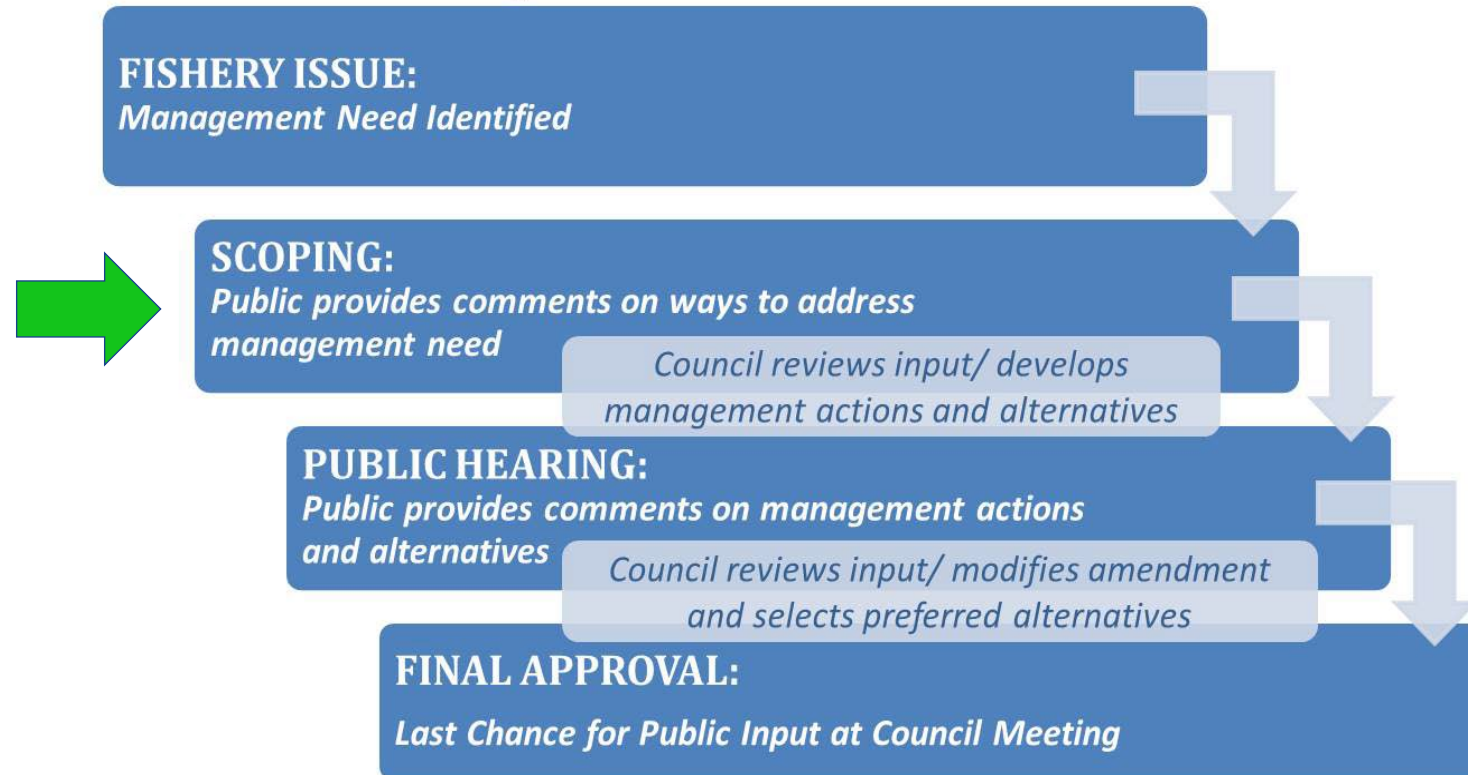 FISHERY ISSUE:
Management Need Identified
SCOPING:
Public provides comments on ways to address
management need
Council reviews input/ develops
management actions and alternatives
PUBLIC HEARING:
Public provides comments on management actions
and alternatives
Council reviews input/ modifies amendment
and selects preferred alternatives
FINAL APPROVAL:
Last Chance for Public Input at Council Meeting